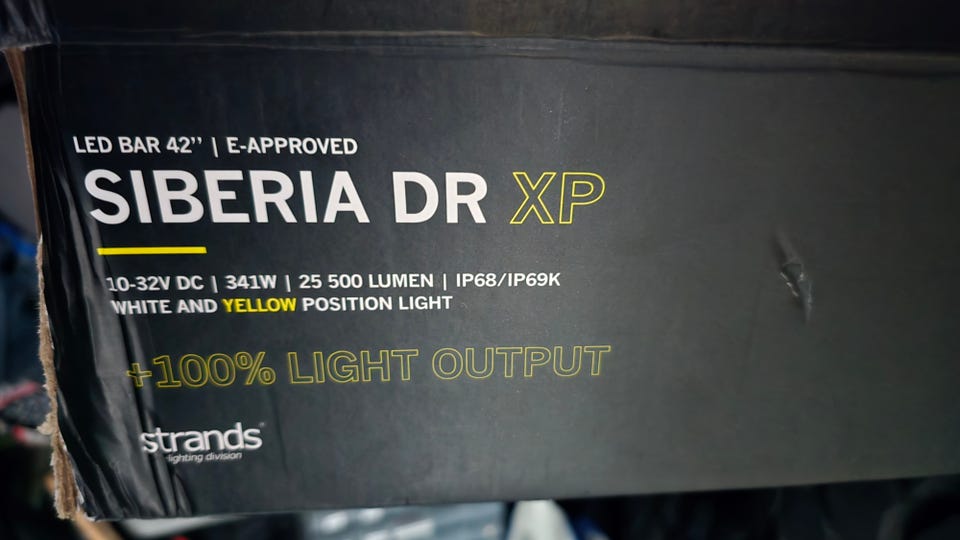 LED BAR 42” | E-APPROVED
SIBERIA DR XP
10-32V DC | 341W | 25 500 LUMEN | IP68/IP69K
WHITE AND YELLOW POSITION LIGHT
+100% LIGHT OUTPUT
strands®
lighting division